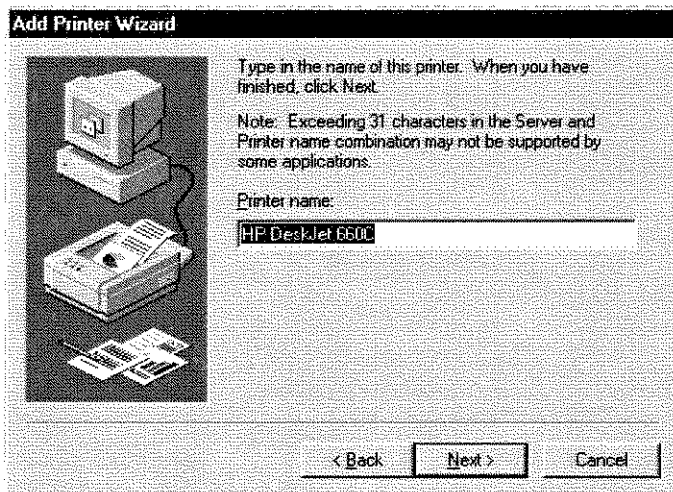 Add Printer Wizard
Type in the name of this printer. When you have
finished, click Next.
Note: Exceeding 31 characters in the Server and
Printer name combination may not be supported by
some applications.
Printer name:
HP DeskJet 660C
< Back
Next >
Cancel